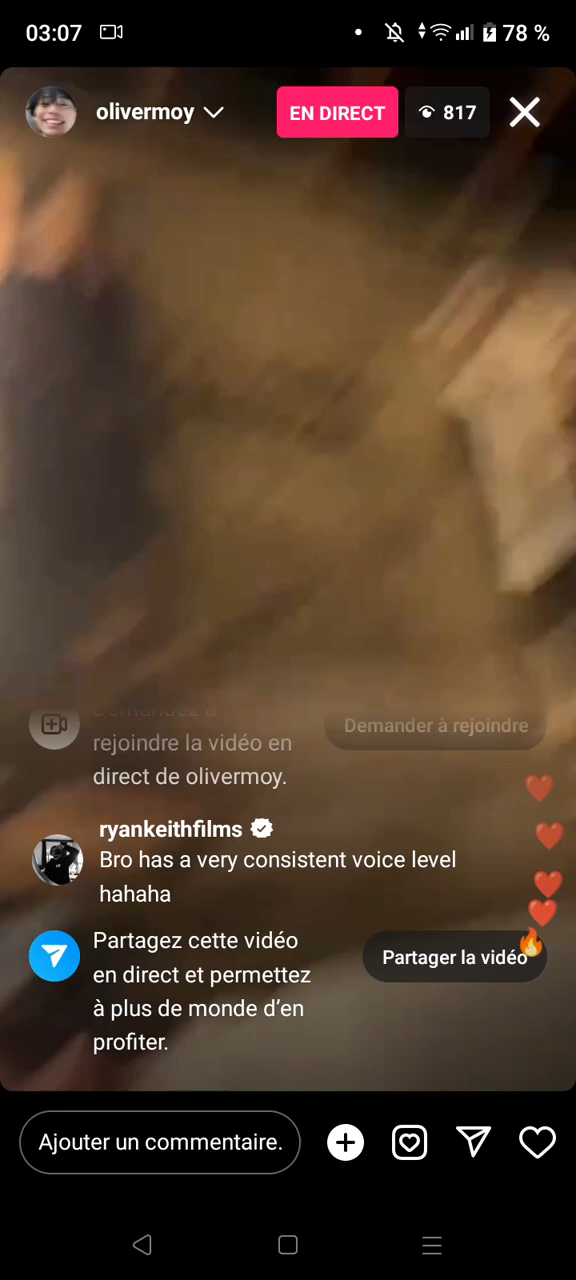 03:07
78 %
olivermoy
EN DIRECT
817
Demandez à
rejoindre la vidéo en
direct de olivermoy.
Demander à rejoindre
ryankeithfilms
Bro has a very consistent voice level
hahaha
Partagez cette vidéo
en direct et permettez
à plus de monde d’en
profiter.
Partager la vidéo
Ajouter un commentaire.